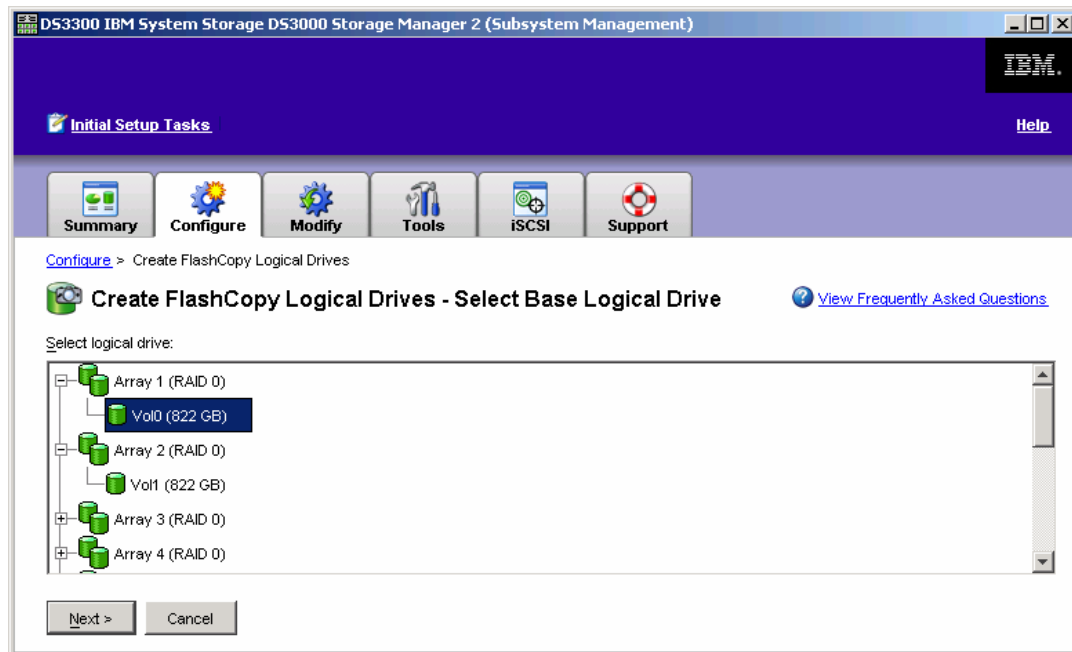 DS3300 IBM System Storage DS3000 Storage Manager 2 (Subsystem Management)
IBM.
Initial Setup Tasks
Help
Summary
Configure
Modify
Tools
iSCSI
Support
Configure > Create FlashCopy Logical Drives
Create FlashCopy Logical Drives - Select Base Logical Drive
View Frequently Asked Questions
Select logical drive:
Array 1 (RAID 0)
Vol0 (822 GB)
Array 2 (RAID 0)
Vol1 (822 GB)
Array 3 (RAID 0)
Array 4 (RAID 0)
Next >
Cancel